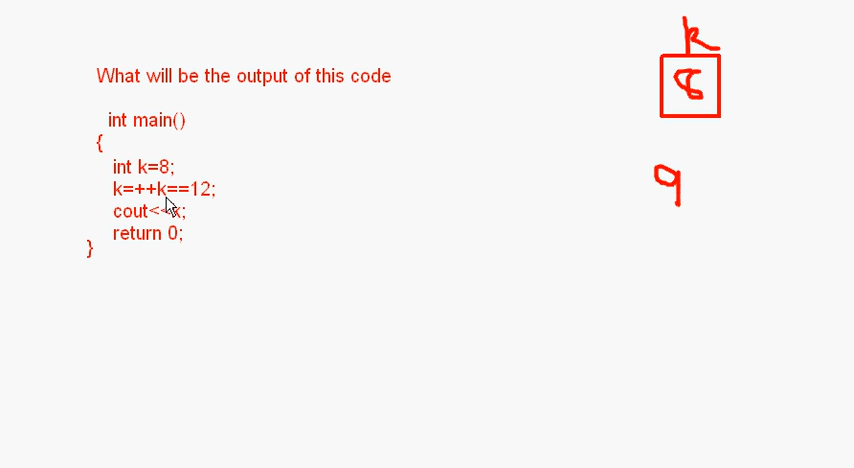 What will be the output of this code
int main()
{
int k=8;
k=++k==12;
cout<<k;
return 0;
}
k
8
9